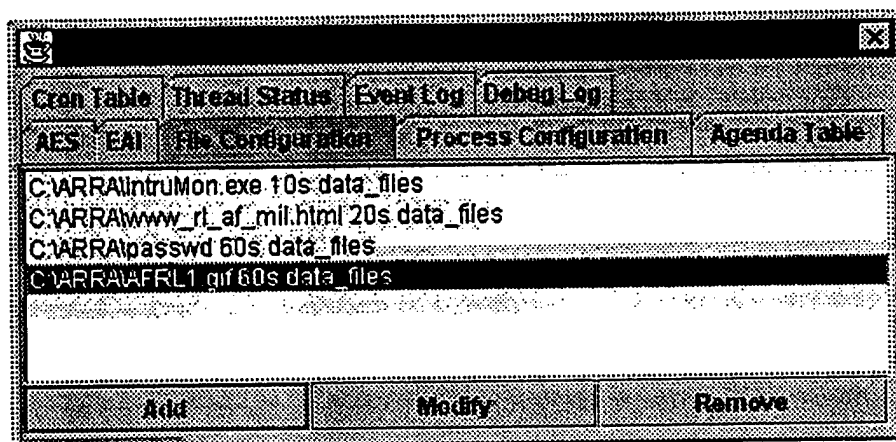 Cron Table Thread Status Event Log Debug Log
AES EAI File Configuration Process Configuration Agenda Table
C:\ARRA\IntruMon.exe 10s data_files
C:\ARRA\www_rl_af_mil.html 20s data_files
C:\ARRA\passwd 60s data_files
C:\ARRA\AFRL1.gif 60s data_files
Add Modify Remove